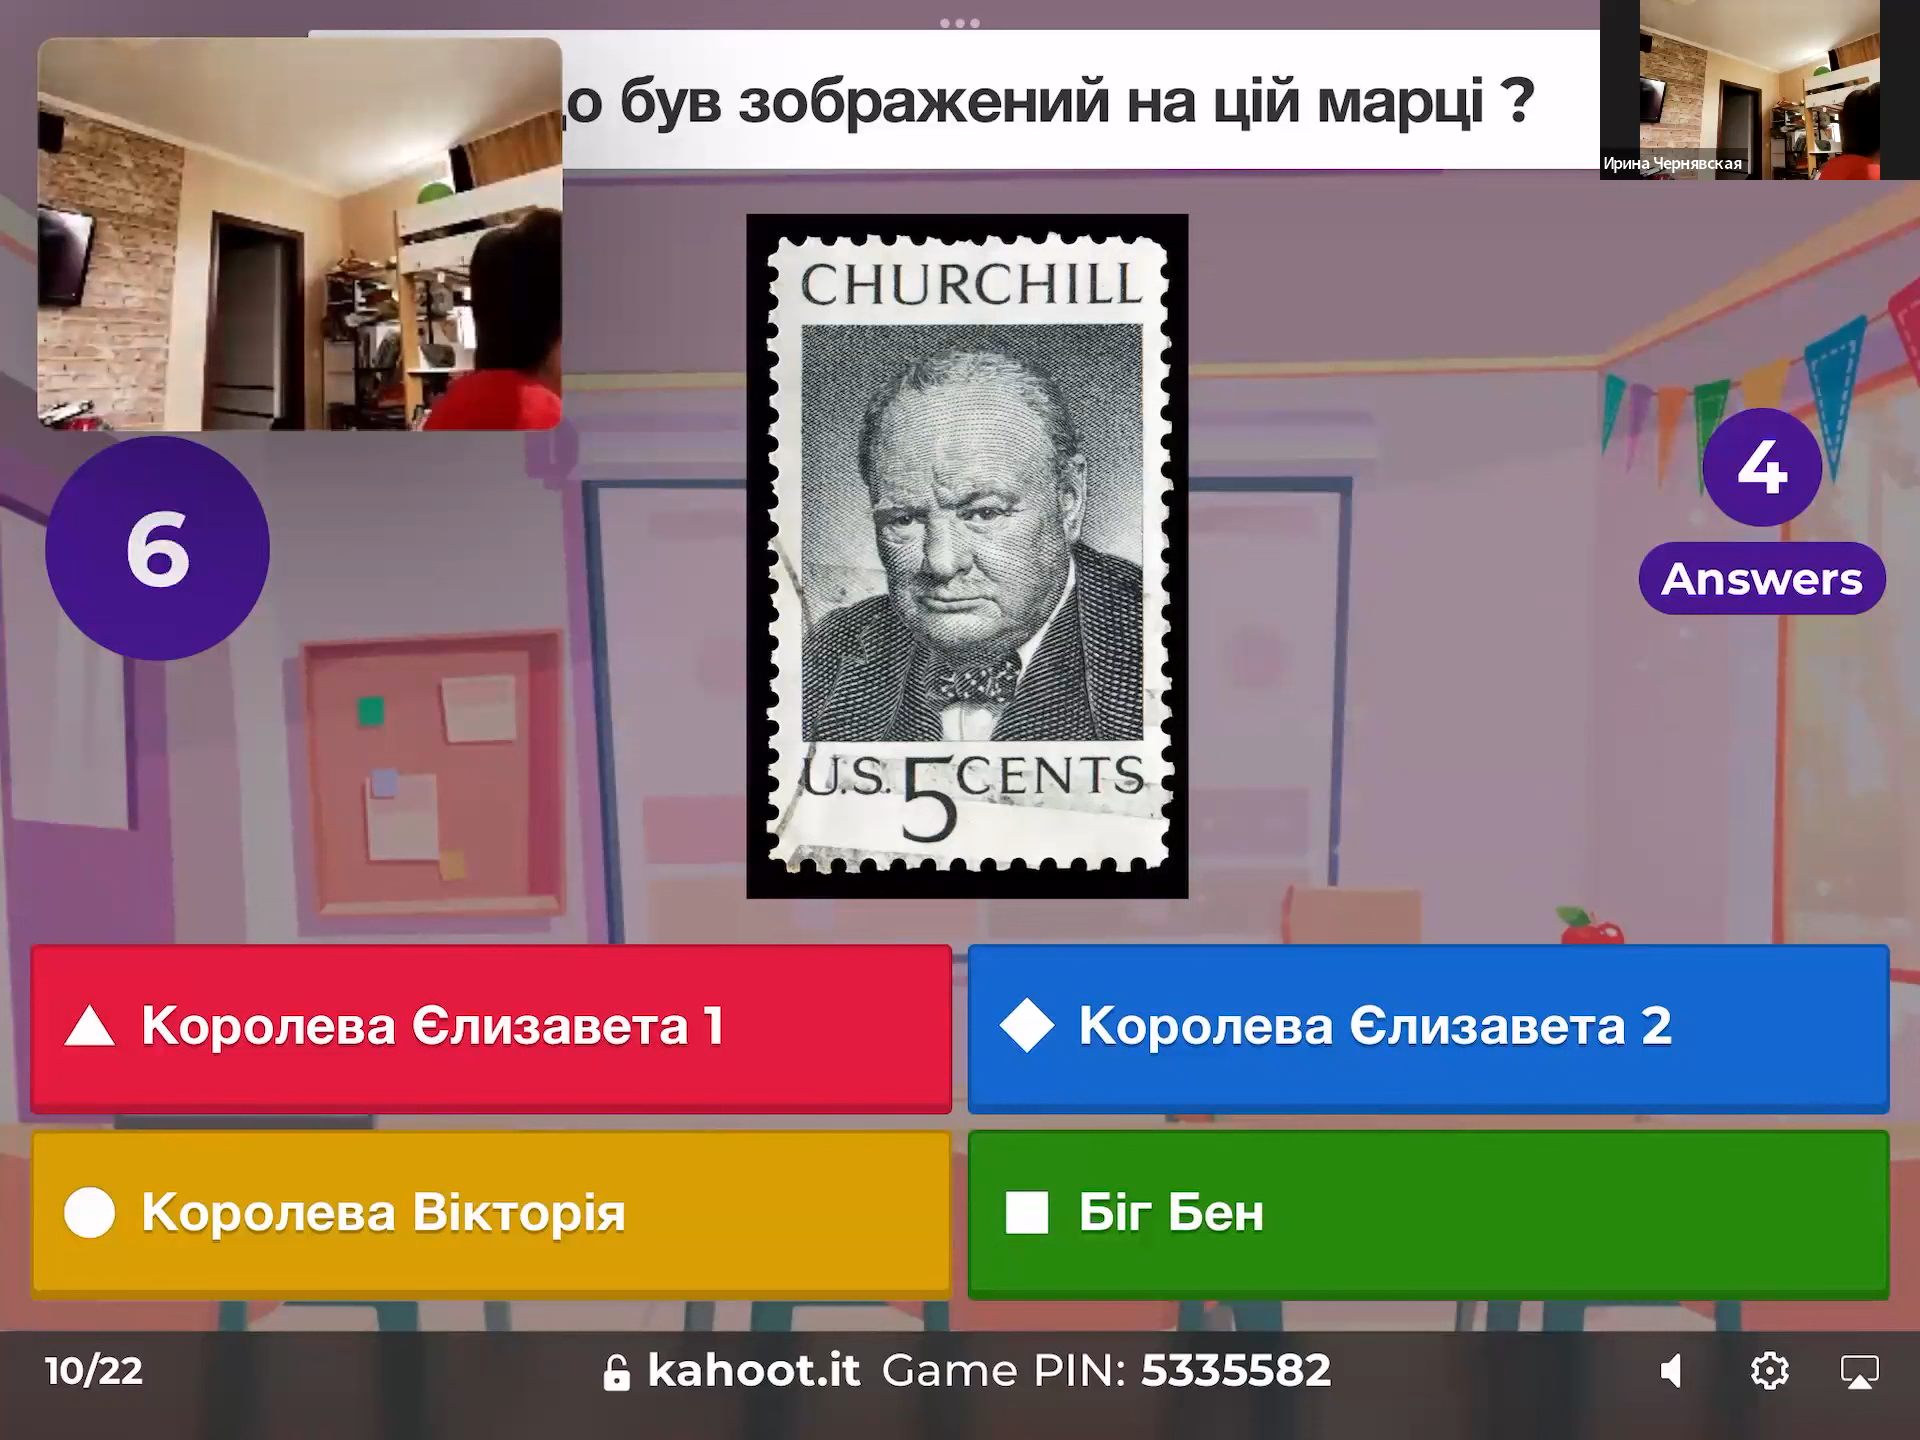 о був зображений на цій марці ?
Ирина Чернявская
CHURCHILL
U.S. 5 CENTS
6
4
Answers
Королева Єлизавета 1
Королева Єлизавета 2
Королева Вікторія
Біг Бен
10/22
kahoot.it Game PIN: 5335582